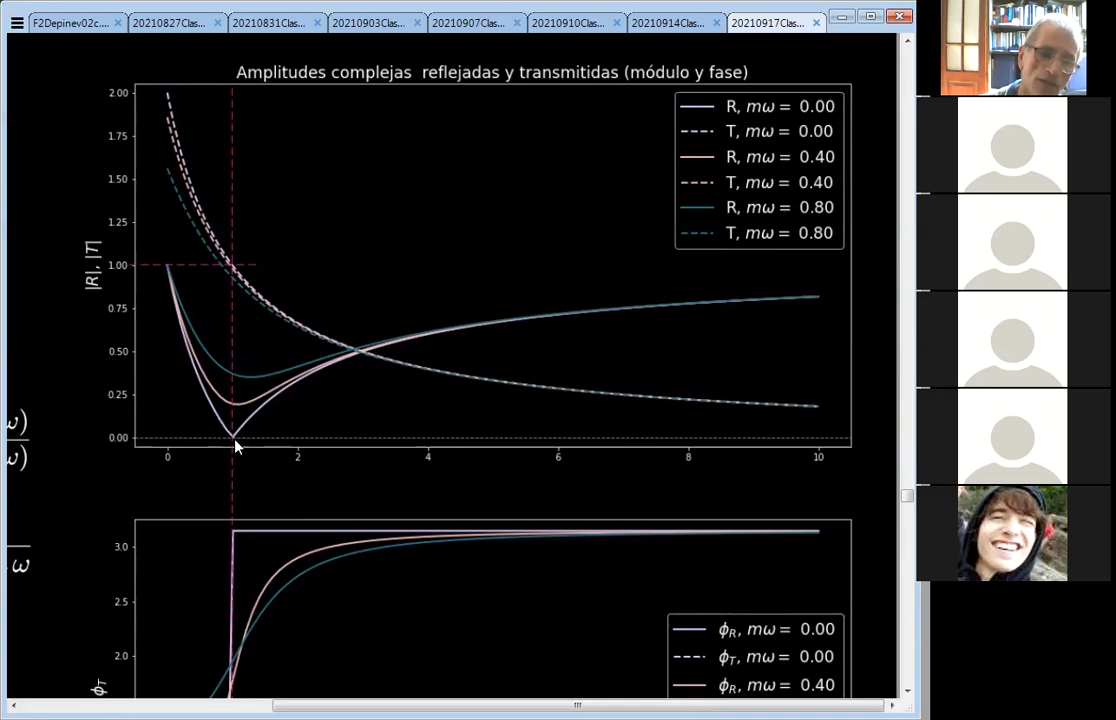 F2Depinev02c.... 20210827Clas... 20210831Clas... 20210903Clas... 20210907Clas... 20210910Clas... 20210914Clas... 20210917Clas...
Amplitudes complejas reflejadas y transmitidas (módulo y fase)
|R|, |T|
2.00
1.75
1.50
1.25
1.00
0.75
0.50
0.25
0.00
0 2 4 6 8 10
R, mω = 0.00
T, mω = 0.00
R, mω = 0.40
T, mω = 0.40
R, mω = 0.80
T, mω = 0.80
ω)
ω)
ω
3.0
2.5
2.0
ϕT
ϕR, mω = 0.00
ϕT, mω = 0.00
ϕR, mω = 0.40